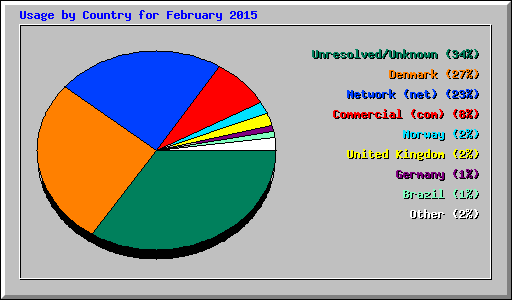 Usage by Country for February 2015
Unresolved/Unknown (34%)
Denmark (27%)
Network (net) (23%)
Commercial (com) (8%)
Norway (2%)
United Kingdom (2%)
Germany (1%)
Brazil (1%)
Other (2%)